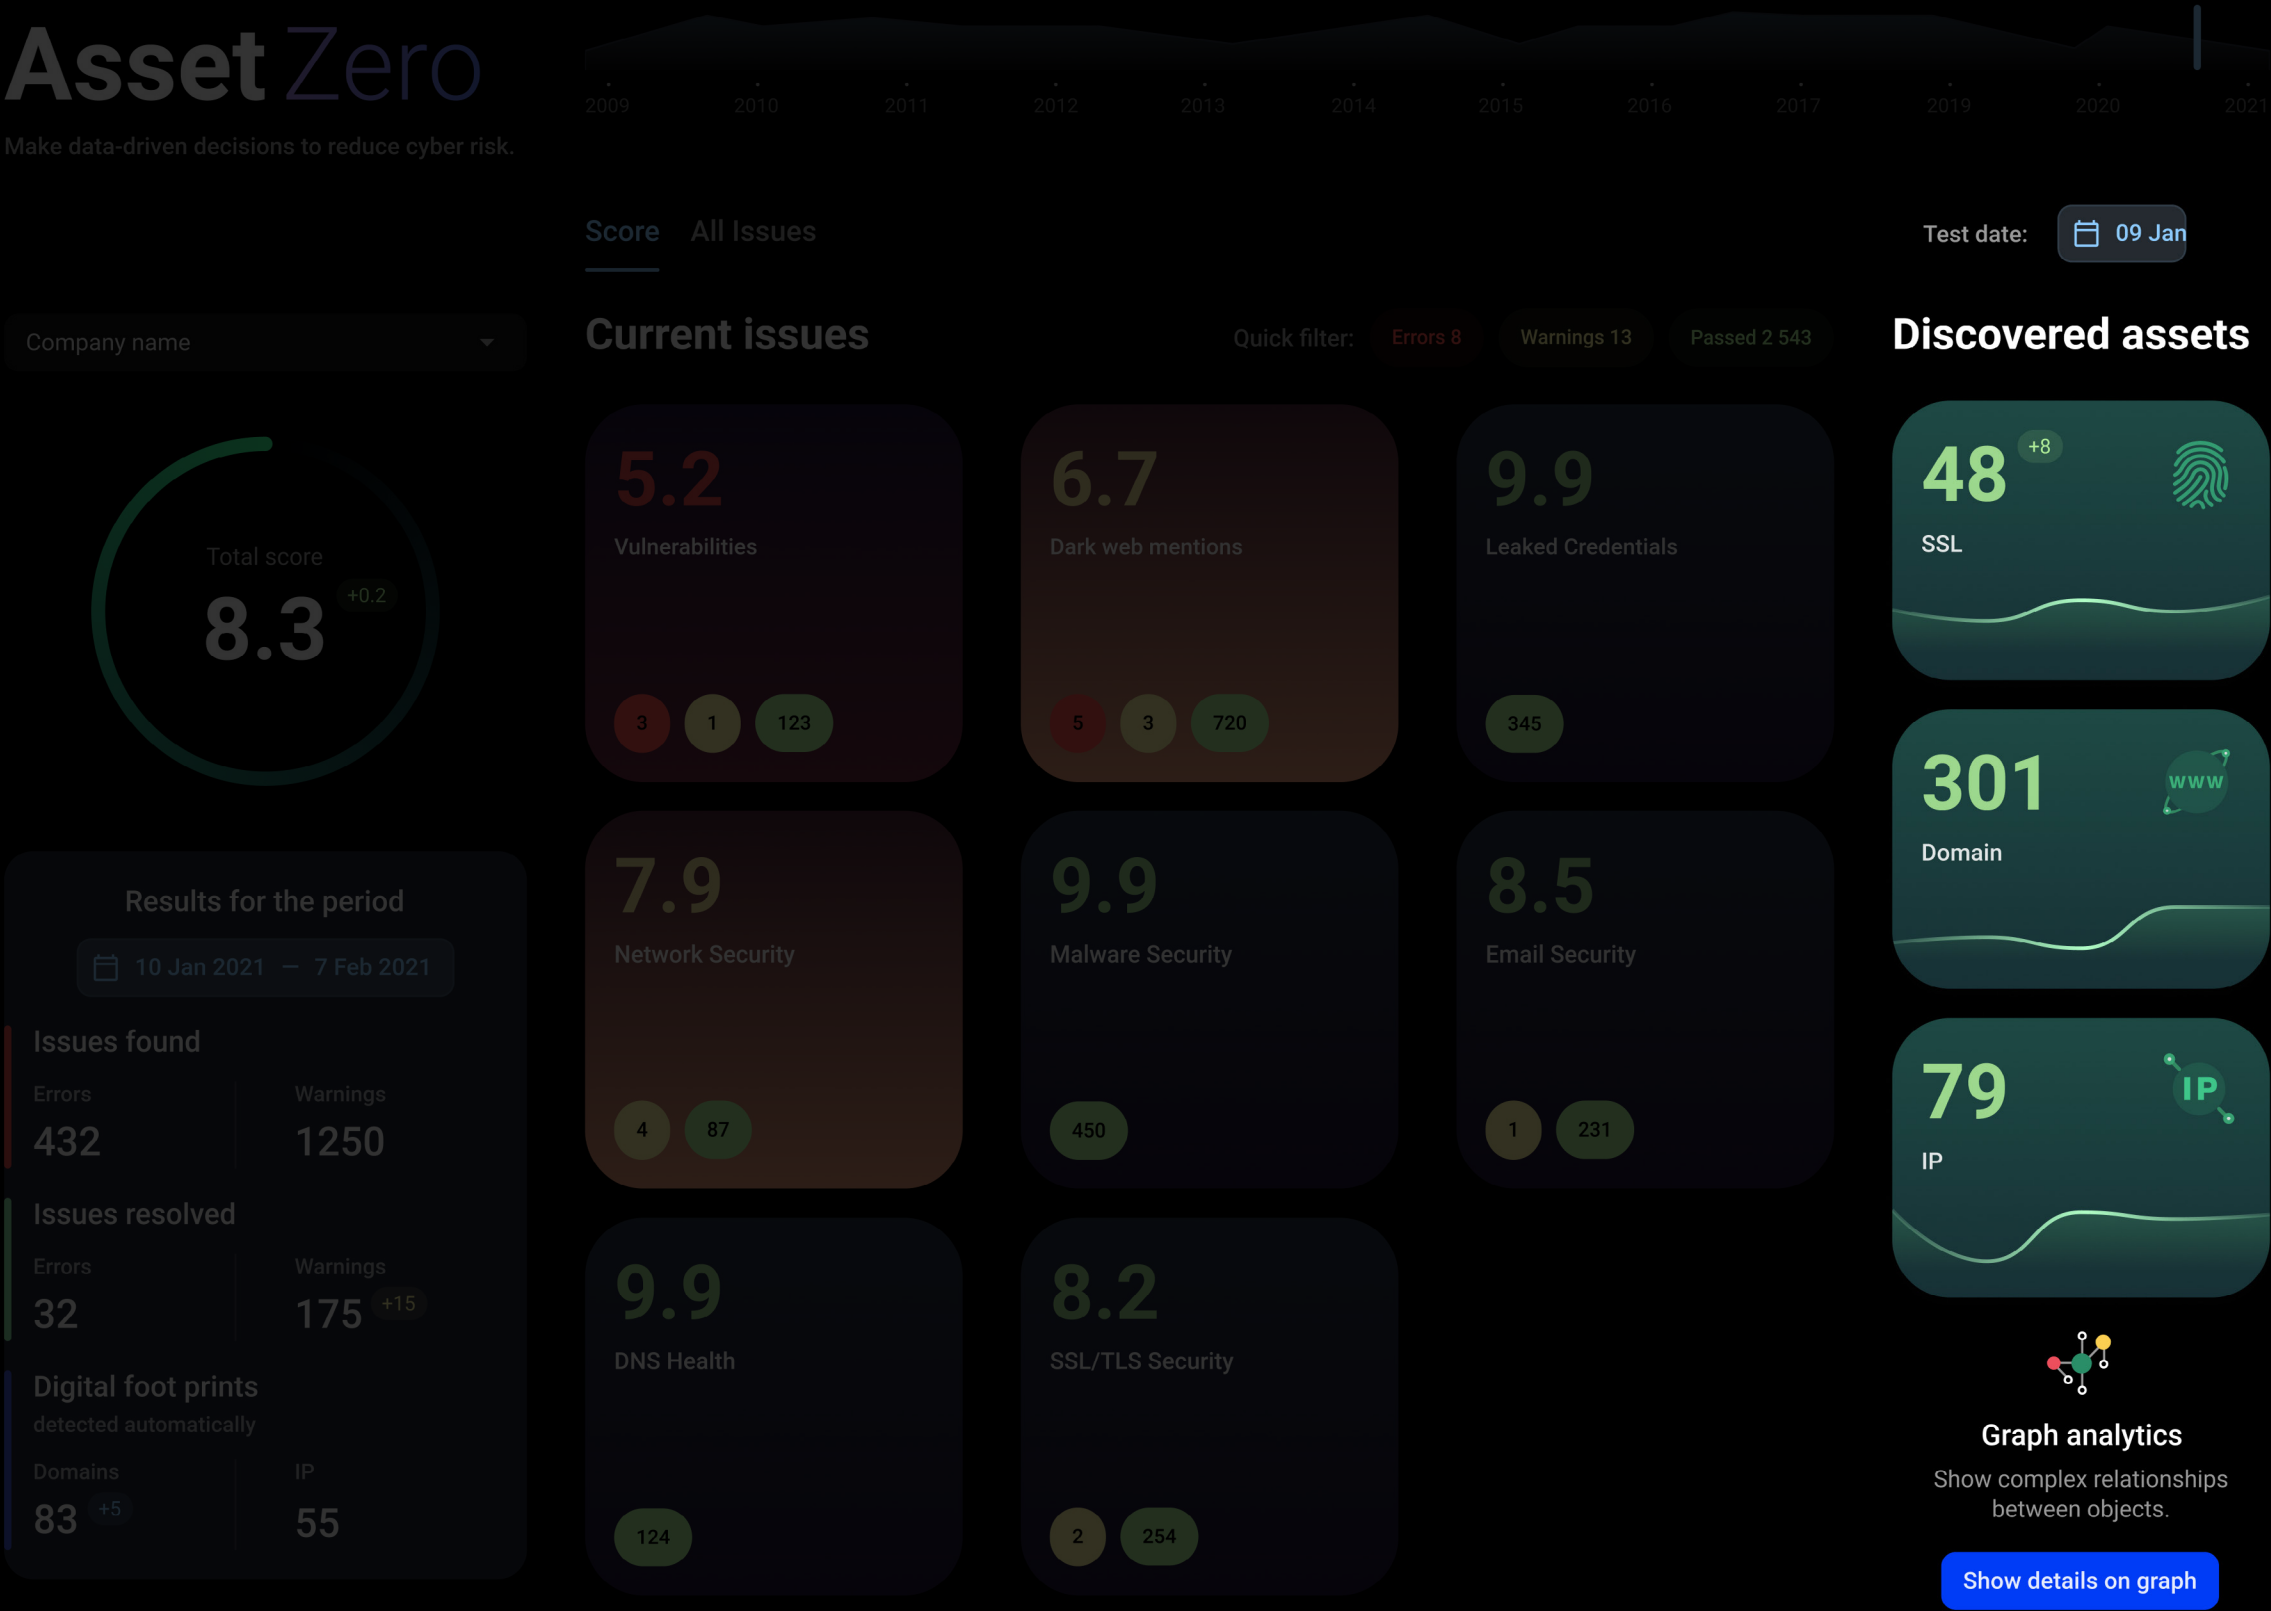 Asset Zero
Make data-driven decisions to reduce cyber risk.
2009 2010 2011 2012 2013 2014 2015 2016 2017 2019 2020 2021
Score All Issues
Test date: 09 Jan
Company name
Total score
8.3 +0.2
Results for the period
10 Jan 2021 — 7 Feb 2021
Issues found
Errors Warnings
432 1250
Issues resolved
Errors Warnings
32 175 +15
Digital foot prints
detected automatically
Domains IP
83 +5 55
Current issues
Quick filter: Errors 8 Warnings 13 Passed 2 543
5.2
Vulnerabilities
3 1 123
6.7
Dark web mentions
5 3 720
9.9
Leaked Credentials
345
7.9
Network Security
4 87
9.9
Malware Security
450
8.5
Email Security
1 231
9.9
DNS Health
124
8.2
SSL/TLS Security
2 254
Discovered assets
48 +8
SSL
301 www
Domain
79 IP
IP
Graph analytics
Show complex relationships
between objects.
Show details on graph